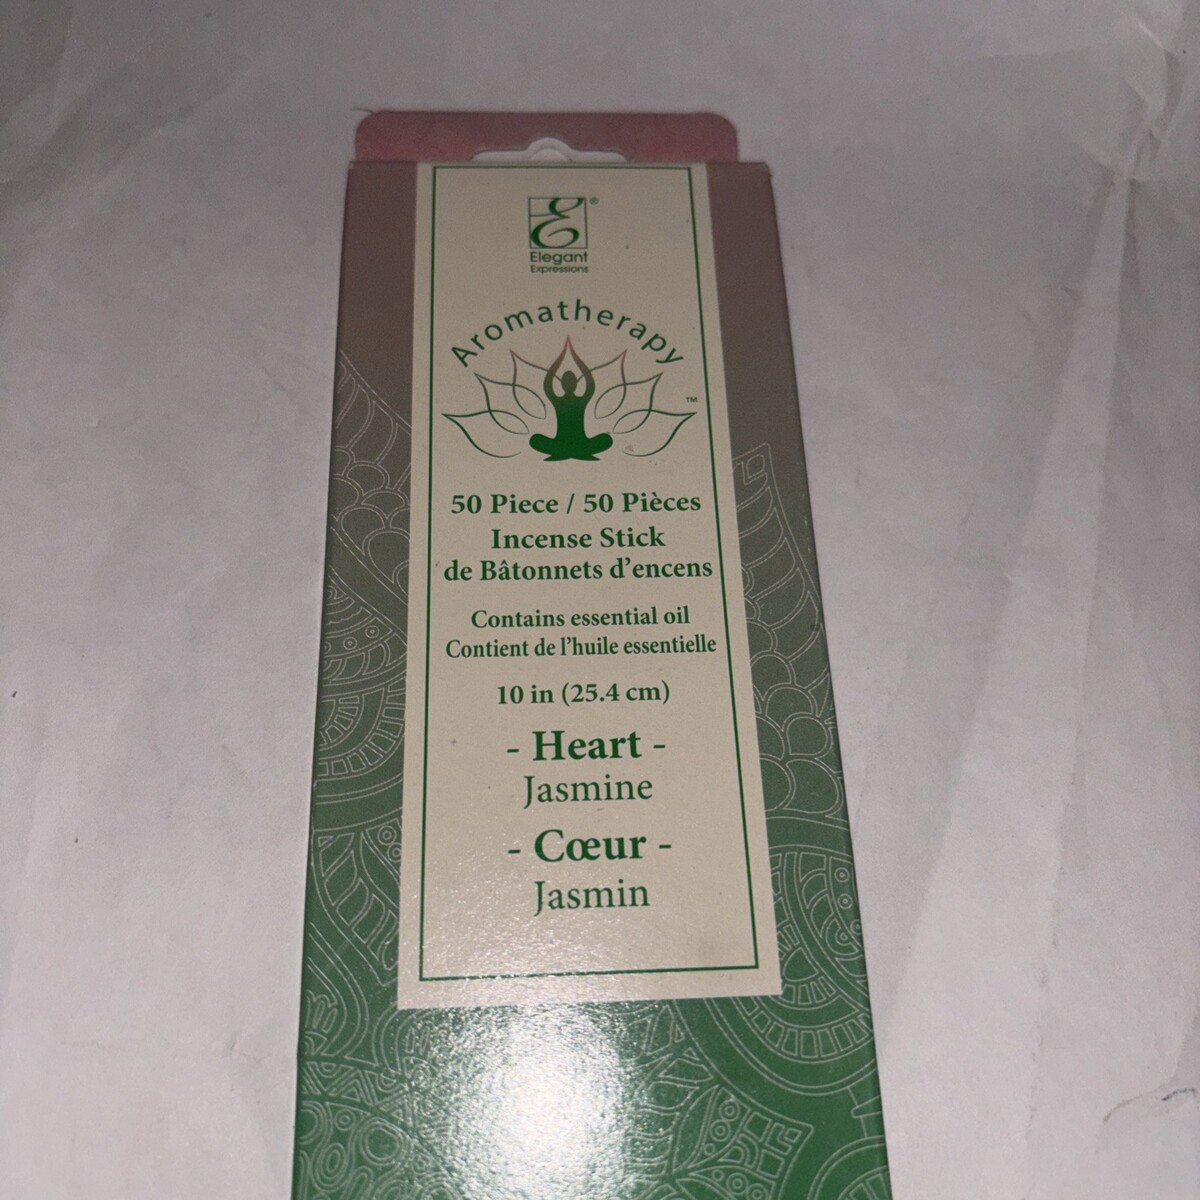 E®
Elegant
Expressions
Aromatherapy
™
50 Piece / 50 Pièces
Incense Stick
de Bâtonnets d'encens
Contains essential oil
Contient de l'huile essentielle
10 in (25.4 cm)
- Heart -
Jasmine
- Cœur -
Jasmin